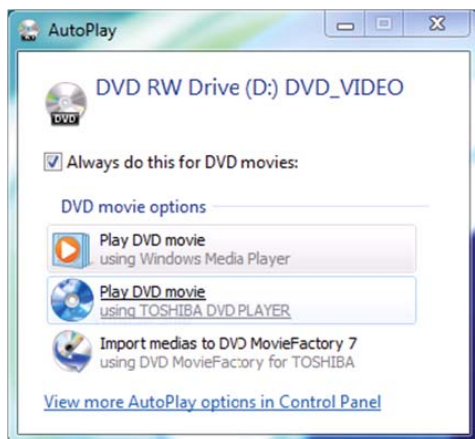 AutoPlay
DVD RW Drive (D:) DVD_VIDEO
DVD
Always do this for DVD movies:
DVD movie options
Play DVD movie
using Windows Media Player
Play DVD movie
using TOSHIBA DVD PLAYER
Import medias to DVD MovieFactory 7
using DVD MovieFactory for TOSHIBA
View more AutoPlay options in Control Panel